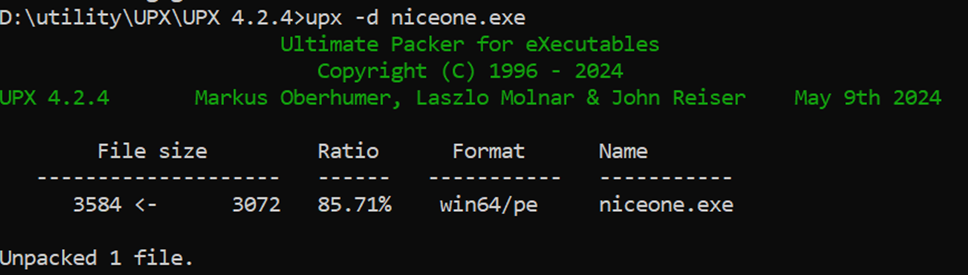 D:\utility\UPX\UPX 4.2.4>upx -d niceone.exe
Ultimate Packer for eXecutables
Copyright (C) 1996 - 2024
UPX 4.2.4 Markus Oberhumer, Laszlo Molnar & John Reiser May 9th 2024
File size Ratio Format Name
-------------------- ------ ----------- -----------
3584 <- 3072 85.71% win64/pe niceone.exe
Unpacked 1 file.